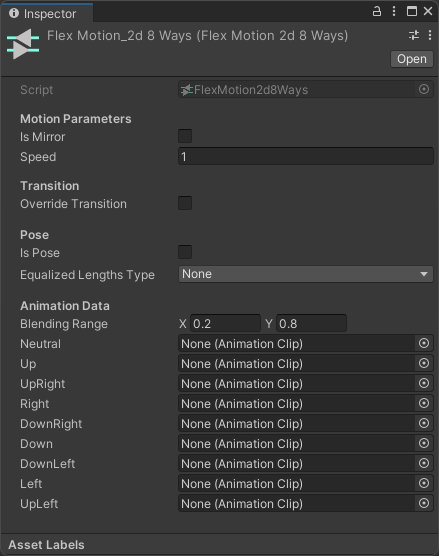 Inspector
Flex Motion_2d 8 Ways (Flex Motion 2d 8 Ways)
Open
Script FlexMotion2d8Ways
Motion Parameters
Is Mirror
Speed 1
Transition
Override Transition
Pose
Is Pose
Equalized Lengths Type None
Animation Data
Blending Range X 0.2 Y 0.8
Neutral None (Animation Clip)
Up None (Animation Clip)
UpRight None (Animation Clip)
Right None (Animation Clip)
DownRight None (Animation Clip)
Down None (Animation Clip)
DownLeft None (Animation Clip)
Left None (Animation Clip)
UpLeft None (Animation Clip)
Asset Labels